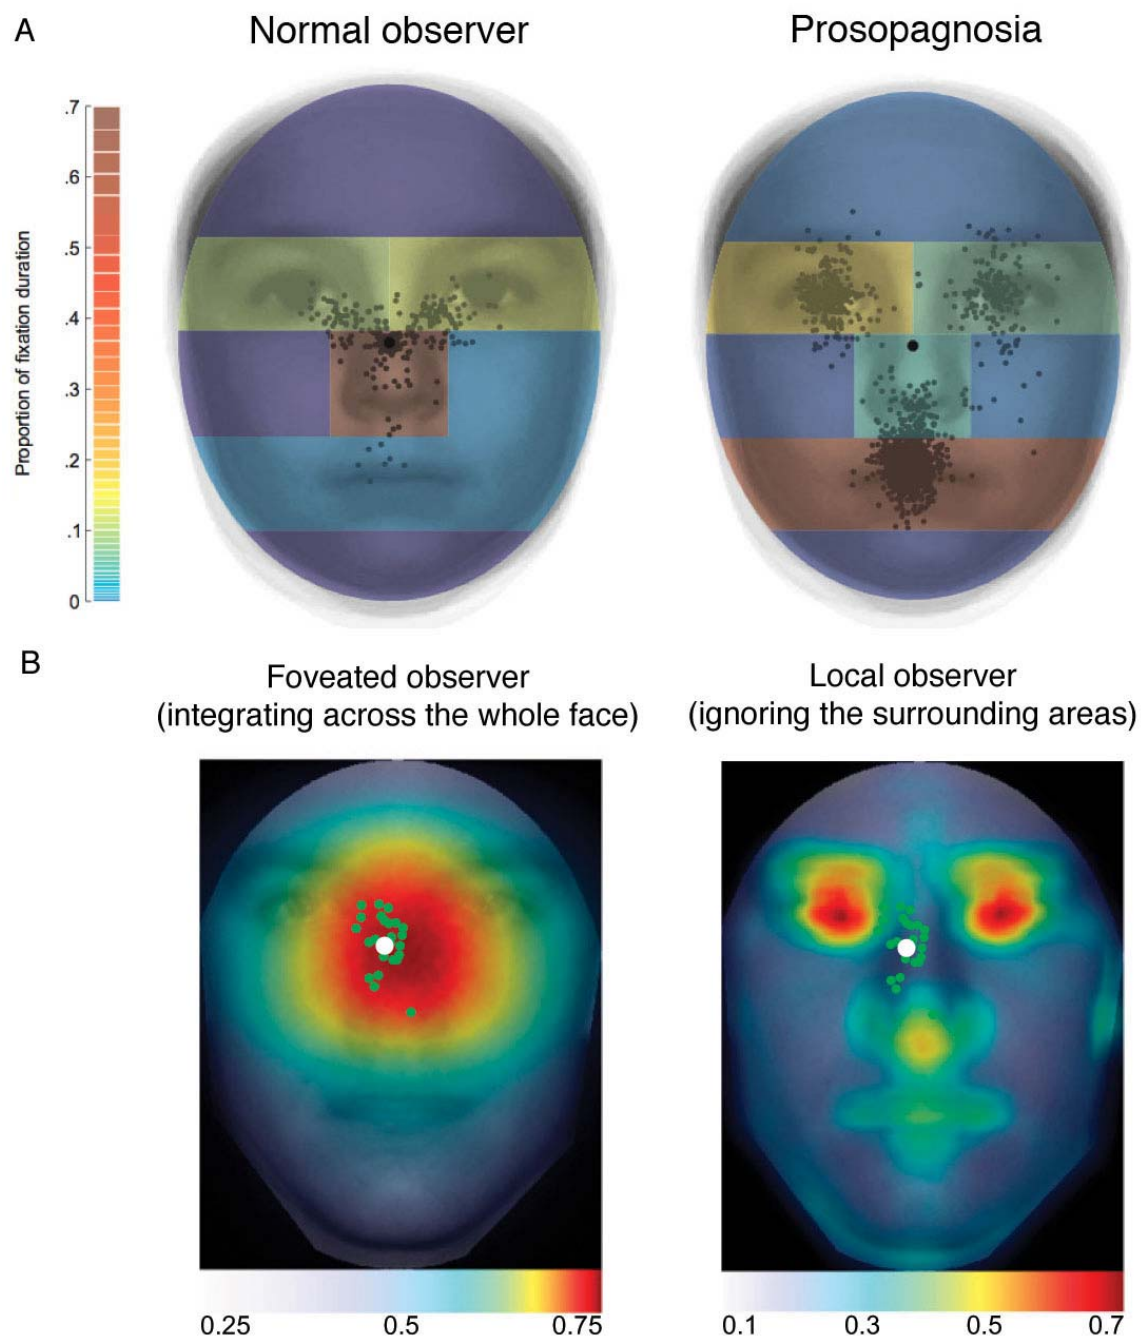 A
Normal observer
Prosopagnosia
Proportion of fixation duration
.7
.6
.5
.4
.3
.2
.1
0
B
Foveated observer
(integrating across the whole face)
Local observer
(ignoring the surrounding areas)
0.25 0.5 0.75
0.1 0.3 0.5 0.7